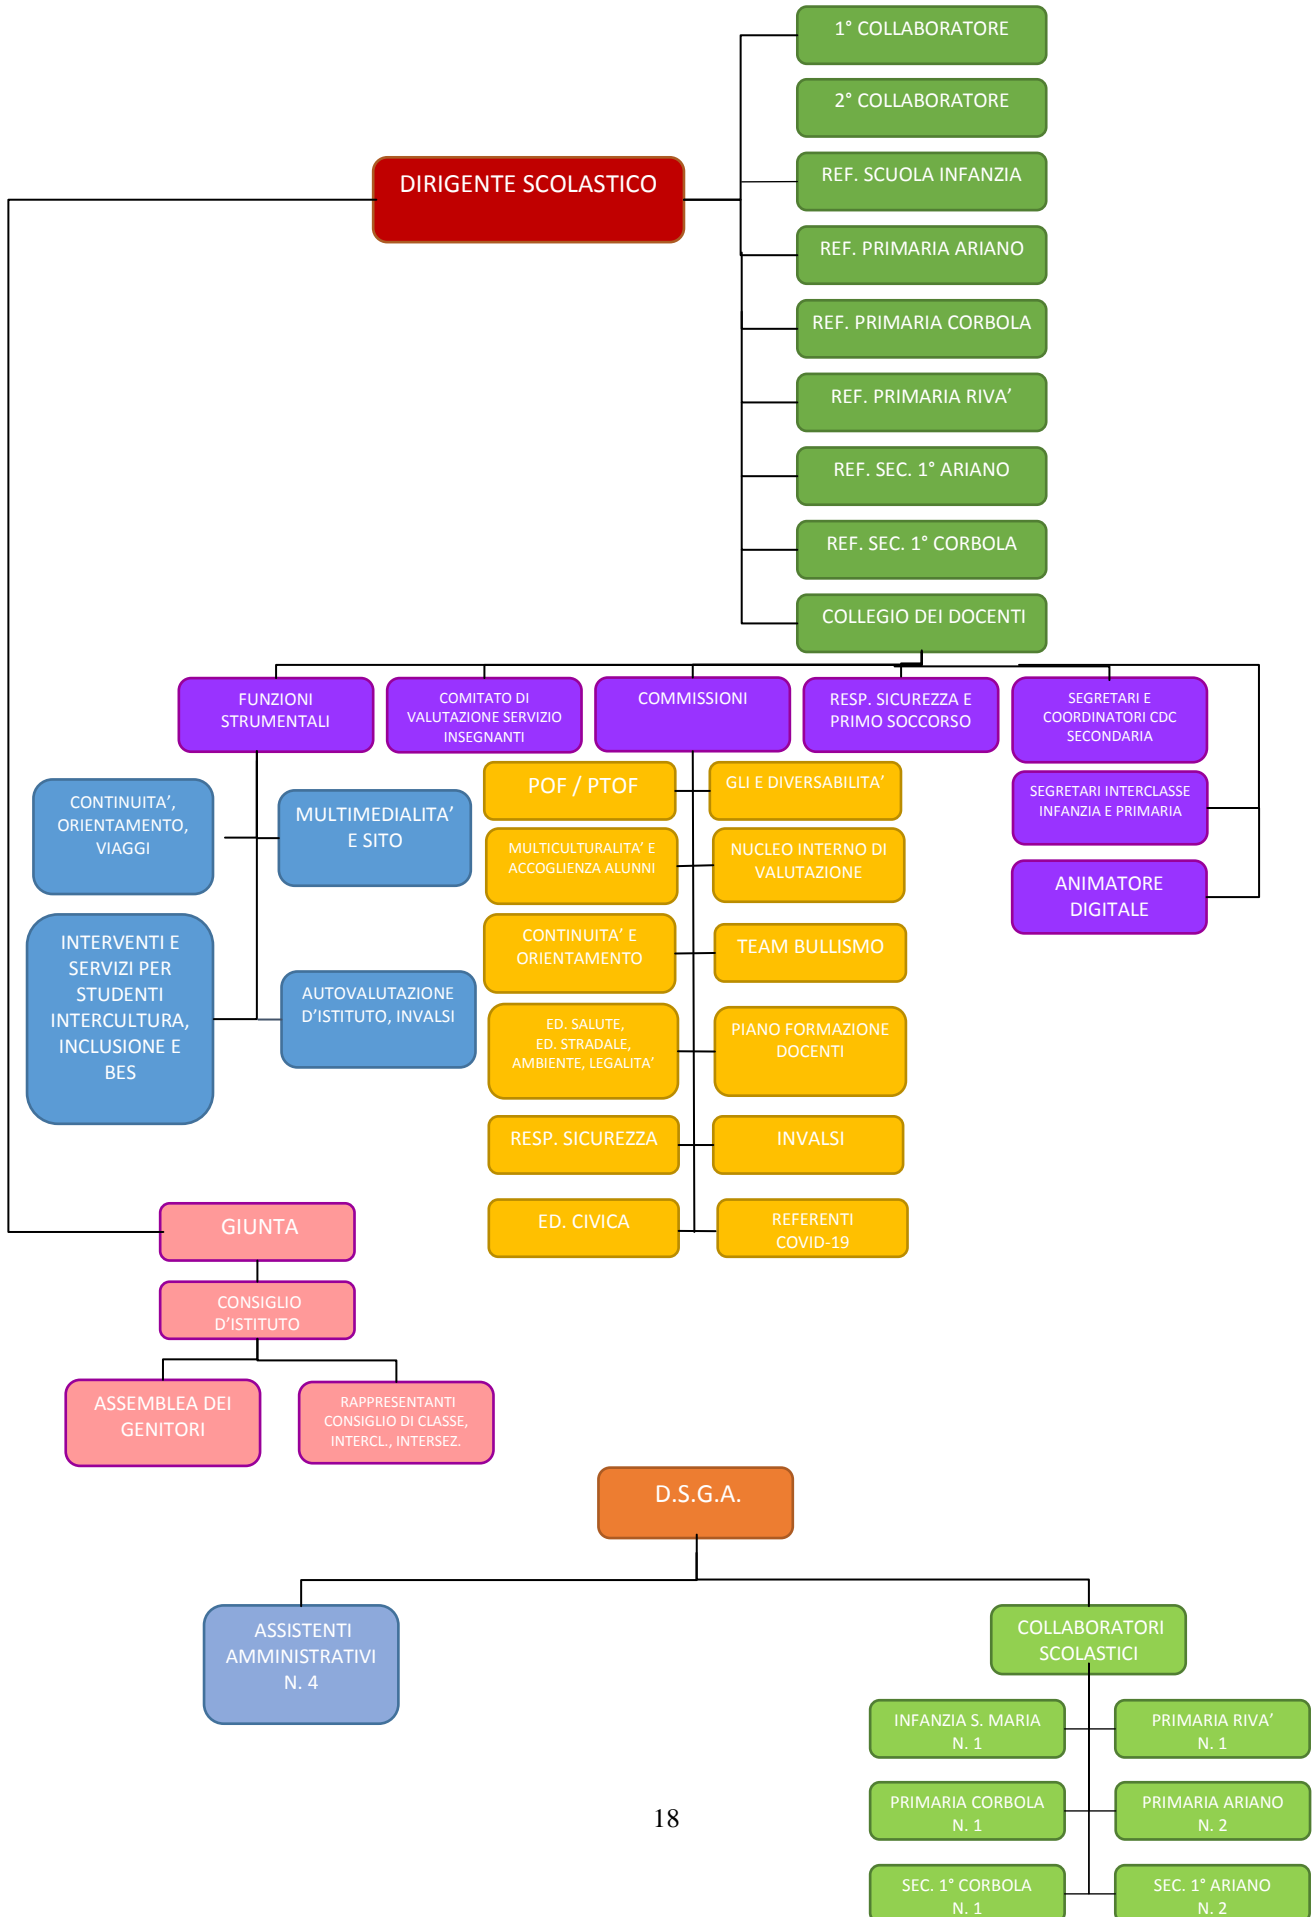 1° COLLABORATORE
2° COLLABORATORE
DIRIGENTE SCOLASTICO
REF. SCUOLA INFANZIA
REF. PRIMARIA ARIANO
REF. PRIMARIA CORBOLA
REF. PRIMARIA RIVA’
REF. SEC. 1° ARIANO
REF. SEC. 1° CORBOLA
COLLEGIO DEI DOCENTI
FUNZIONI
STRUMENTALI
COMITATO DI
VALUTAZIONE SERVIZIO
INSEGNANTI
COMMISSIONI
RESP. SICUREZZA E
PRIMO SOCCORSO
SEGRETARI E
COORDINATORI CDC
SECONDARIA
CONTINUITA’,
ORIENTAMENTO,
VIAGGI
MULTIMEDIALITA’
E SITO
POF / PTOF
GLI E DIVERSABILITA’
SEGRETARI INTERCLASSE
INFANZIA E PRIMARIA
MULTICULTURALITA’ E
ACCOGLIENZA ALUNNI
NUCLEO INTERNO DI
VALUTAZIONE
ANIMATORE
DIGITALE
INTERVENTI E
SERVIZI PER
STUDENTI
INTERCULTURA,
INCLUSIONE E
BES
AUTOVALUTAZIONE
D’ISTITUTO, INVALSI
CONTINUITA’ E
ORIENTAMENTO
TEAM BULLISMO
ED. SALUTE,
ED. STRADALE,
AMBIENTE, LEGALITA’
PIANO FORMAZIONE
DOCENTI
RESP. SICUREZZA
INVALSI
ED. CIVICA
REFERENTI
COVID-19
GIUNTA
CONSIGLIO
D’ISTITUTO
ASSEMBLEA DEI
GENITORI
RAPPRESENTANTI
CONSIGLIO DI CLASSE,
INTERCL., INTERSEZ.
D.S.G.A.
ASSISTENTI
AMMINISTRATIVI
N. 4
COLLABORATORI
SCOLASTICI
INFANZIA S. MARIA
N. 1
PRIMARIA RIVA’
N. 1
PRIMARIA CORBOLA
N. 1
PRIMARIA ARIANO
N. 2
SEC. 1° CORBOLA
N. 1
SEC. 1° ARIANO
N. 2
18